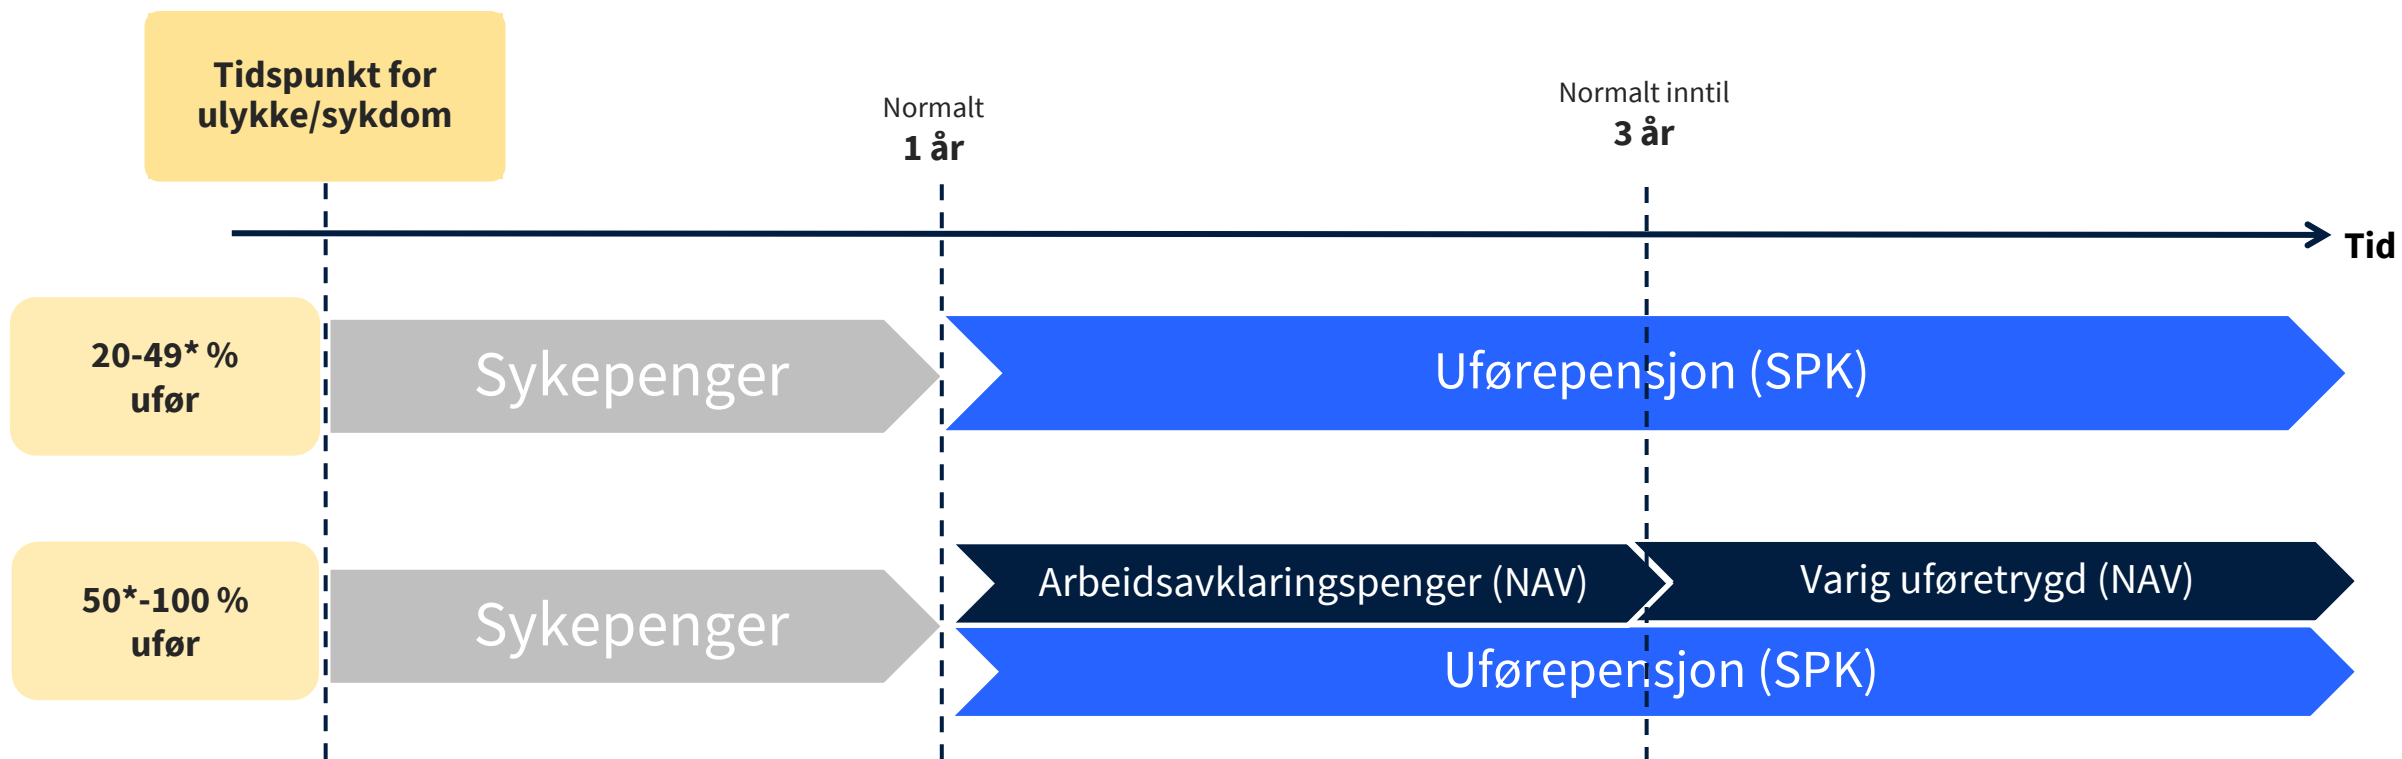 Tidspunkt for
ulykke/sykdom
Normalt
1 år
Normalt inntil
3 år
Tid
20-49* %
ufør
Sykepenger
Uførepensjon (SPK)
50*-100 %
ufør
Sykepenger
Arbeidsavklaringspenger (NAV)
Varig uføretrygd (NAV)
Uførepensjon (SPK)